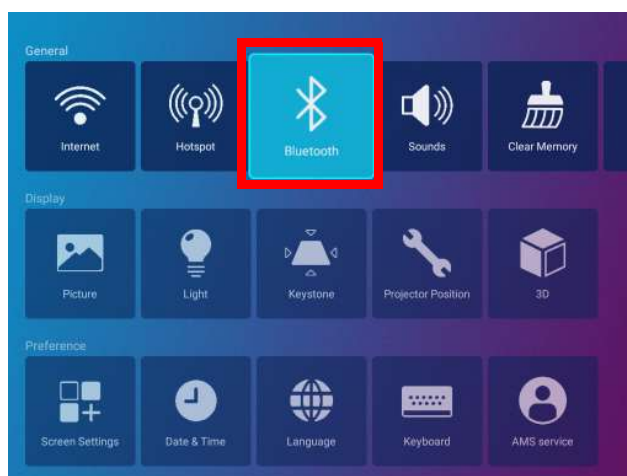 General
Internet Hotspot Bluetooth Sounds Clear Memory
Display
Picture Light Keystone Projector Position 3D
Preference
Screen Settings Date & Time Language Keyboard AMS service